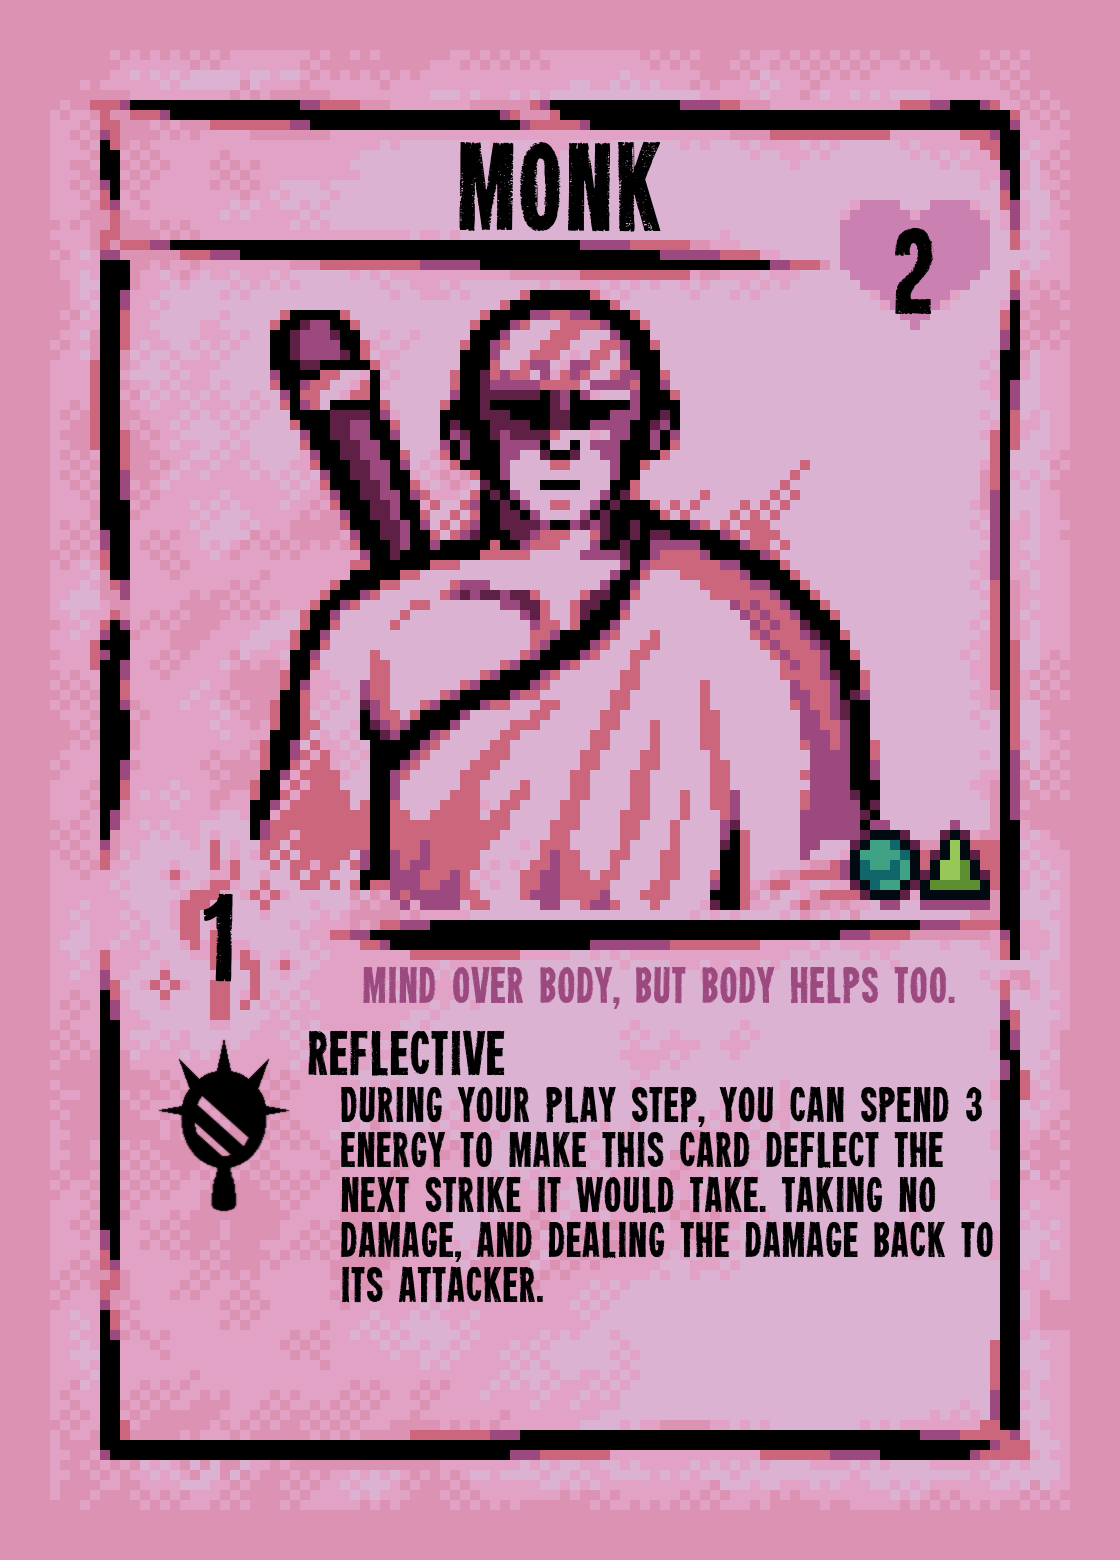 MONK
2
1
MIND OVER BODY, BUT BODY HELPS TOO.
REFLECTIVE
DURING YOUR PLAY STEP, YOU CAN SPEND 3
ENERGY TO MAKE THIS CARD DEFLECT THE
NEXT STRIKE IT WOULD TAKE. TAKING NO
DAMAGE, AND DEALING THE DAMAGE BACK TO
ITS ATTACKER.